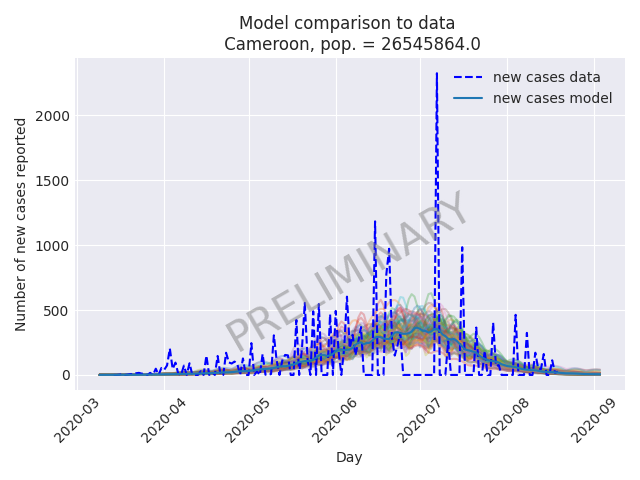 Model comparison to data
Cameroon, pop. = 26545864.0
new cases data
new cases model
Number of new cases reported
2000
1500
1000
500
0
PRELIMINARY
2020-03
2020-04
2020-05
2020-06
2020-07
2020-08
2020-09
Day